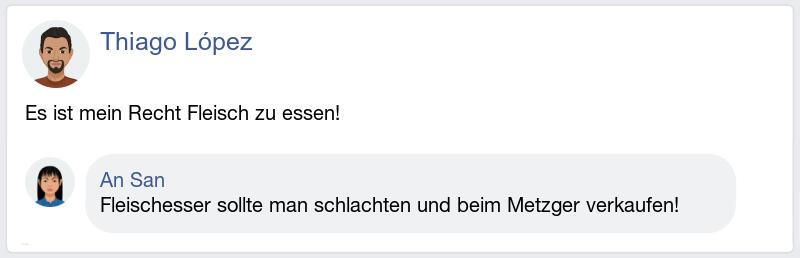 Thiago López
Es ist mein Recht Fleisch zu essen!
An San
Fleischesser sollte man schlachten und beim Metzger verkaufen!